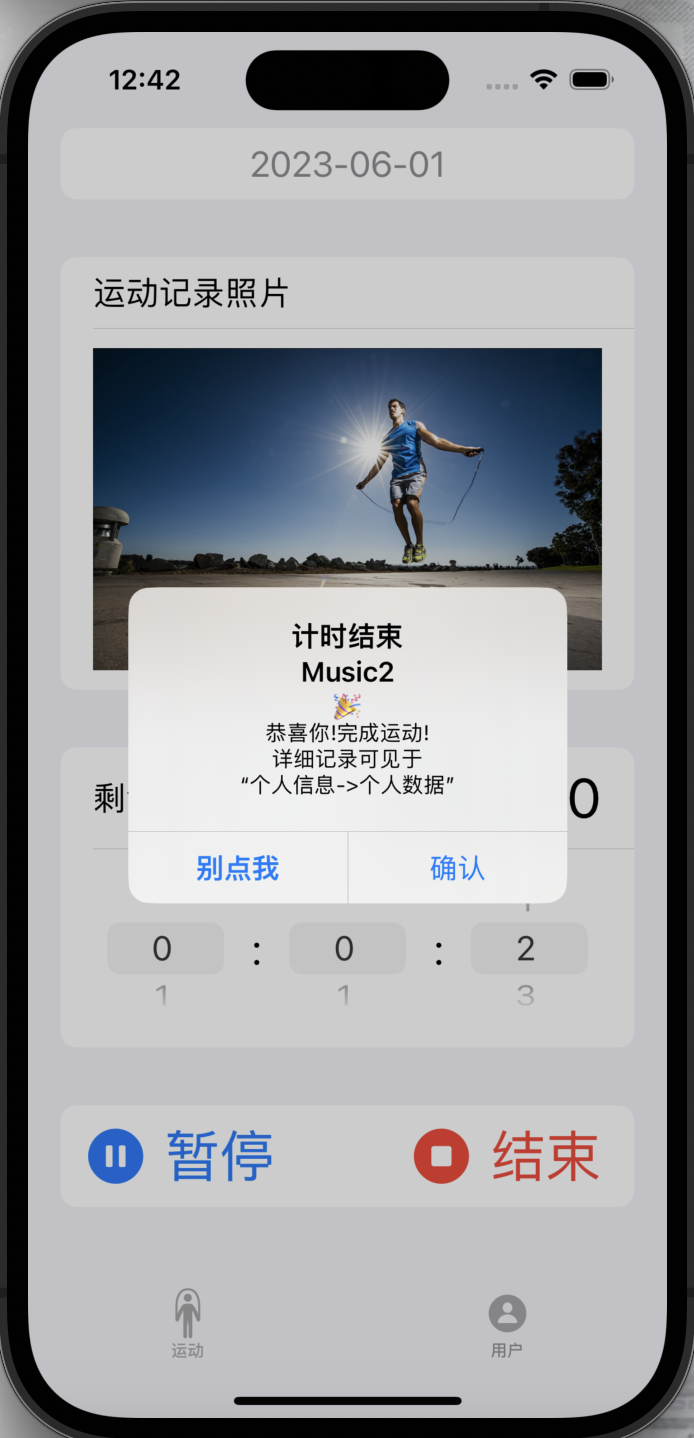 12:42
2023-06-01
运动记录照片
计时结束
Music2
恭喜你!完成运动!
详细记录可见于
“个人信息->个人数据”
剩
0
别点我
确认
0 : 0 : 2
1 1 3
暂停
结束
运动
用户